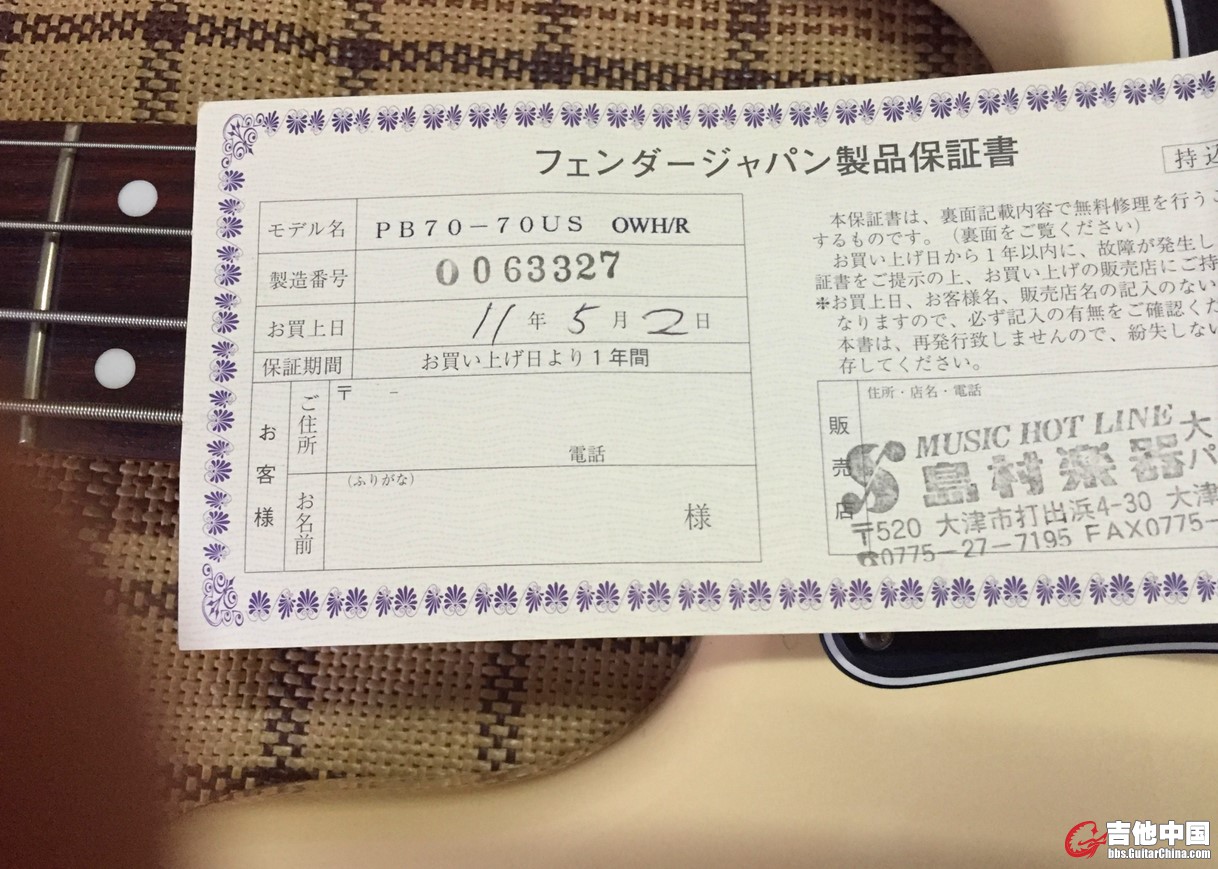 フェンダージャパン製品保証書
持込
モデル名 PB70-70US OWH/R
製造番号 0063327
お買上日 11年5月2日
保証期間 お買い上げ日より1年間
お客様
ご住所 〒 -
電話
お名前 (ふりがな)
様
本保証書は、裏面記載内容で無料修理を行う
するものです。(裏面をご覧ください)
お買い上げ日から1年以内に、故障が発生し
証書をご提示の上、お買い上げの販売店にご持
※お買上日、お客様名、販売店名の記入のない
なりますので、必ず記入の有無をご確認くだ
本書は、再発行致しませんので、紛失しない
存してください。
販売店
住所・店名・電話
MUSIC HOT LINE 大
島村楽器 パ
〒520 大津市打出浜4-30 大津
☎0775-27-7195 FAX0775-
吉他中国
bbs.GuitarChina.com